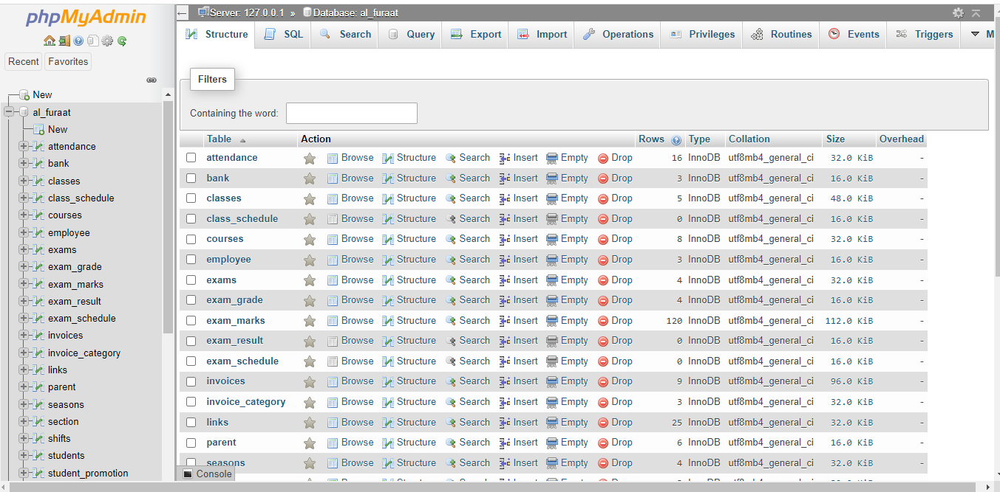 phpMyAdmin
Recent Favorites
New
al_furaat
New
attendance
bank
classes
class_schedule
courses
employee
exams
exam_grade
exam_marks
exam_result
exam_schedule
invoices
invoice_category
links
parent
seasons
section
shifts
students
student_promotion
Server: 127.0.0.1 » Database: al_furaat
Structure SQL Search Query Export Import Operations Privileges Routines Events Triggers M
Filters
Containing the word:
Table Action Rows Type Collation Size Overhead
attendance Browse Structure Search Insert Empty Drop 16 InnoDB utf8mb4_general_ci 32.0 KiB -
bank Browse Structure Search Insert Empty Drop 3 InnoDB utf8mb4_general_ci 16.0 KiB -
classes Browse Structure Search Insert Empty Drop 5 InnoDB utf8mb4_general_ci 48.0 KiB -
class_schedule Browse Structure Search Insert Empty Drop 0 InnoDB utf8mb4_general_ci 16.0 KiB -
courses Browse Structure Search Insert Empty Drop 8 InnoDB utf8mb4_general_ci 32.0 KiB -
employee Browse Structure Search Insert Empty Drop 3 InnoDB utf8mb4_general_ci 16.0 KiB -
exams Browse Structure Search Insert Empty Drop 4 InnoDB utf8mb4_general_ci 32.0 KiB -
exam_grade Browse Structure Search Insert Empty Drop 4 InnoDB utf8mb4_general_ci 16.0 KiB -
exam_marks Browse Structure Search Insert Empty Drop 120 InnoDB utf8mb4_general_ci 112.0 KiB -
exam_result Browse Structure Search Insert Empty Drop 0 InnoDB utf8mb4_general_ci 16.0 KiB -
exam_schedule Browse Structure Search Insert Empty Drop 0 InnoDB utf8mb4_general_ci 16.0 KiB -
invoices Browse Structure Search Insert Empty Drop 9 InnoDB utf8mb4_general_ci 96.0 KiB -
invoice_category Browse Structure Search Insert Empty Drop 3 InnoDB utf8mb4_general_ci 32.0 KiB -
links Browse Structure Search Insert Empty Drop 25 InnoDB utf8mb4_general_ci 32.0 KiB -
parent Browse Structure Search Insert Empty Drop 6 InnoDB utf8mb4_general_ci 16.0 KiB -
seasons Browse Structure Search Insert Empty Drop 4 InnoDB utf8mb4_general_ci 32.0 KiB -
Console